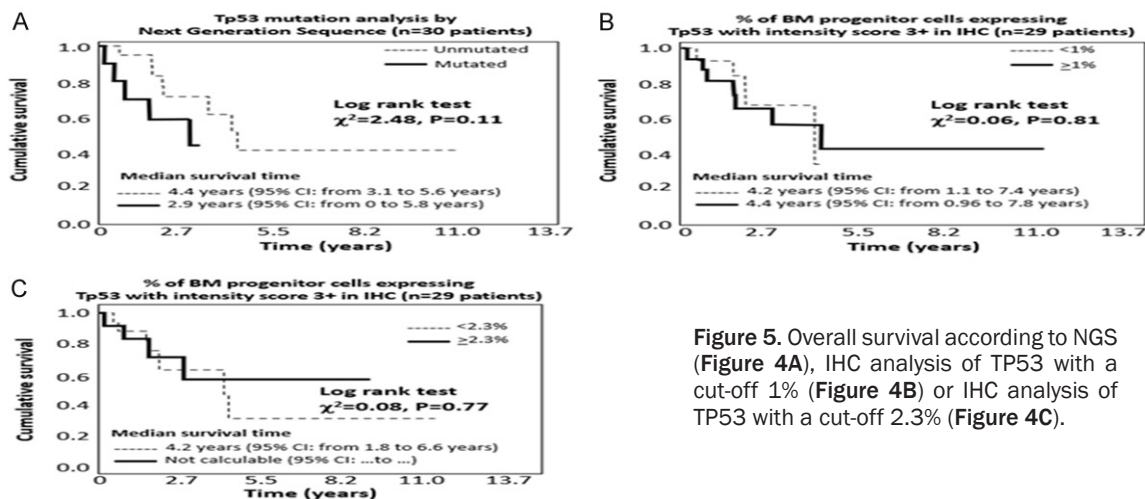 A
Tp53 mutation analysis by
Next Generation Sequence (n=30 patients)
Unmutated
Mutated
Log rank test
χ²=2.48, P=0.11
Median survival time
4.4 years (95% CI: from 3.1 to 5.6 years)
2.9 years (95% CI: from 0 to 5.8 years)
Cumulative survival
1.0
0.8
0.6
0.4
0.2
0.0
0 2.7 5.5 8.2 11.0 13.7
Time (years)
B
% of BM progenitor cells expressing
Tp53 with intensity score 3+ in IHC (n=29 patients)
<1%
≥1%
Log rank test
χ²=0.06, P=0.81
Median survival time
4.2 years (95% CI: from 1.1 to 7.4 years)
4.4 years (95% CI: from 0.96 to 7.8 years)
Cumulative survival
1.0
0.8
0.6
0.4
0.2
0.0
0 2.7 5.5 8.2 11.0 13.7
Time (years)
C
% of BM progenitor cells expressing
Tp53 with intensity score 3+ in IHC (n=29 patients)
<2.3%
≥2.3%
Log rank test
χ²=0.08, P=0.77
Median survival time
4.2 years (95% CI: from 1.8 to 6.6 years)
Not calculable (95% CI: ...to ...)
Cumulative survival
1.0
0.8
0.6
0.4
0.2
0.0
0 2.7 5.5 8.2 11.0 13.7
Time (years)
Figure 5. Overall survival according to NGS
(Figure 4A), IHC analysis of TP53 with a
cut-off 1% (Figure 4B) or IHC analysis of
TP53 with a cut-off 2.3% (Figure 4C).